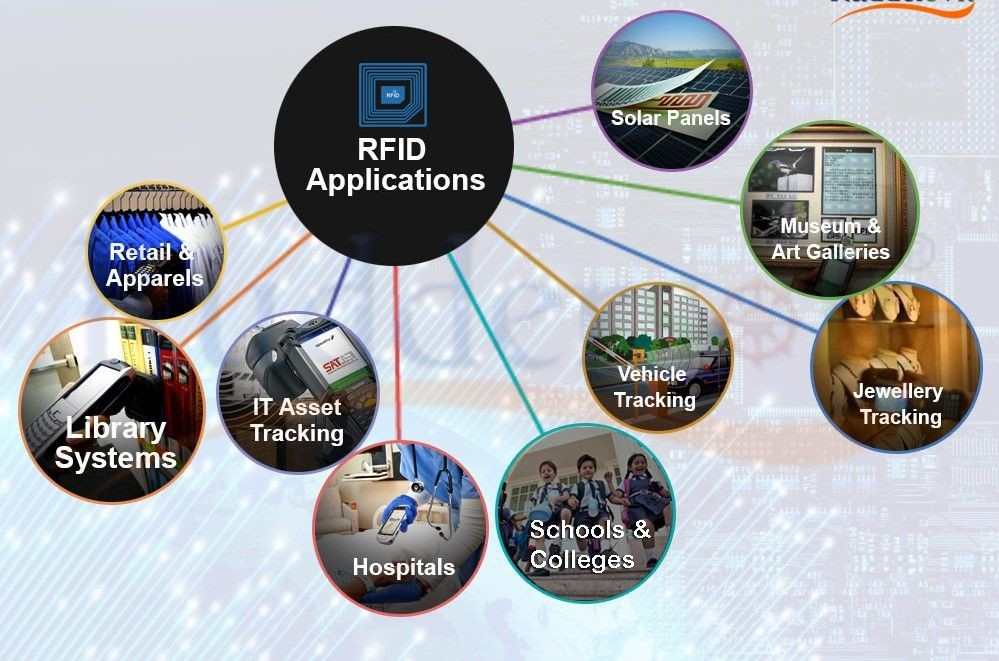 RFID
RFID
Applications
Solar Panels
Museum &
Art Galleries
Retail &
Apparels
Jewellery
Tracking
Vehicle
Tracking
IT Asset
Tracking
Library
Systems
SATO
Schools &
Colleges
Hospitals